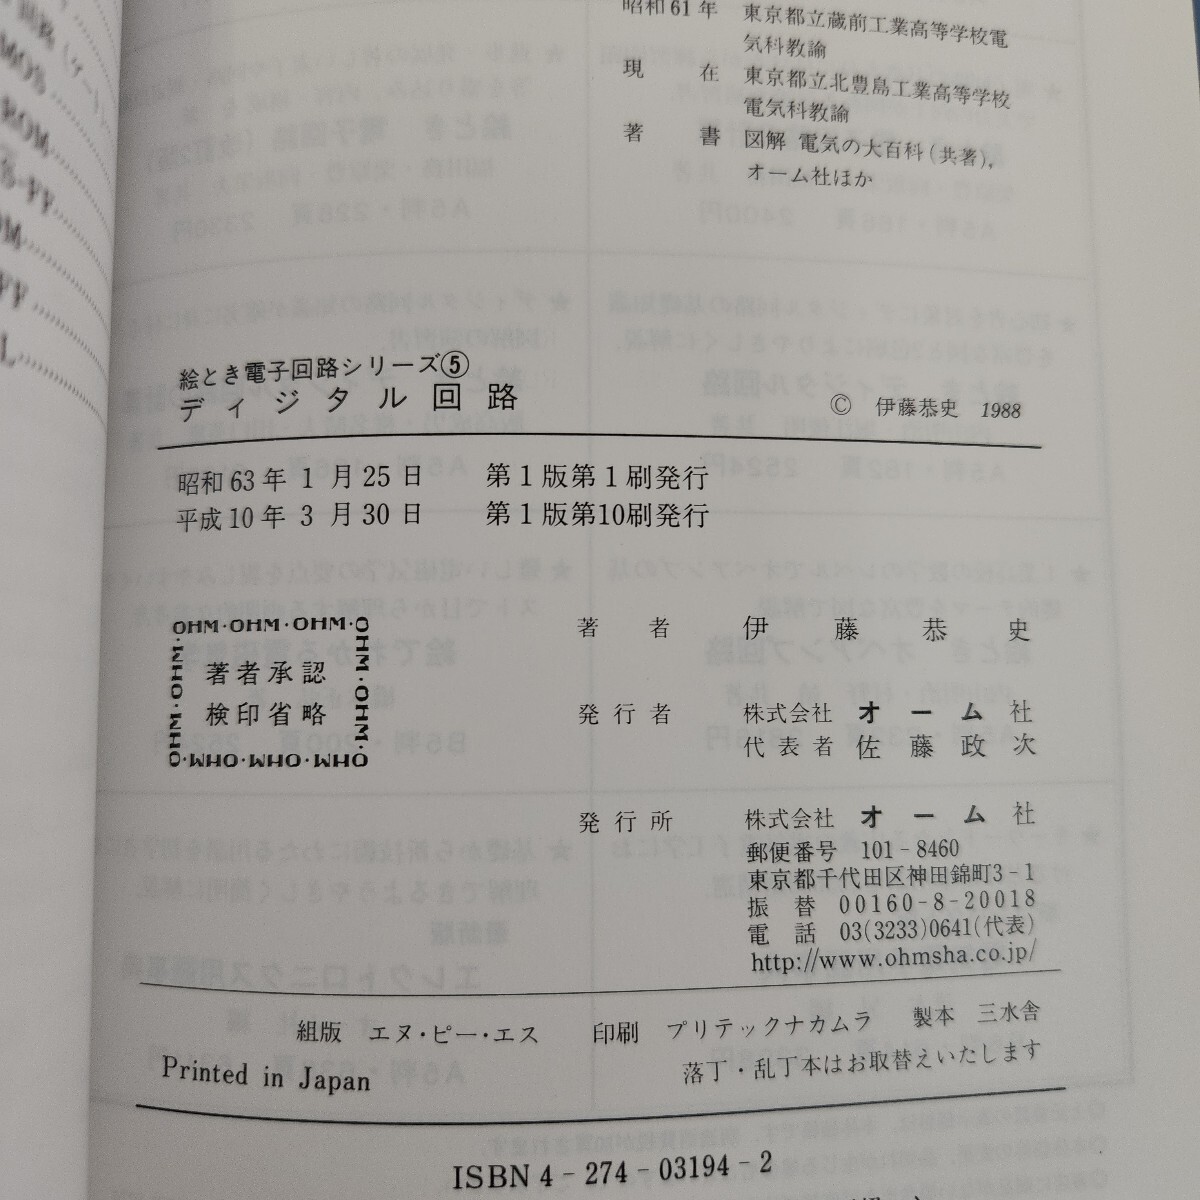 昭和61年 東京都立蔵前工業高等学校電
気科教諭
現 在 東京都立北豊島工業高等学校
電気科教諭
著 書 図解 電気の大百科(共著),
オーム社ほか
絵とき電子回路シリーズ⑤
ディジタル回路
© 伊藤恭史 1988
昭和63年 1 月25日 第1版第1刷発行
平成10年 3 月30日 第1版第10刷発行
OHM・OHM・OHM・OHM・OHM・OHM・OHM・OHM・OHM・OHM・
著者承認
検印省略
著 者 伊 藤 恭 史
発行者 株式会社 オーム社
代表者 佐藤政次
発行所 株式会社 オーム社
郵便番号 101-8460
東京都千代田区神田錦町3-1
振 替 00160-8-20018
電 話 03(3233)0641(代表)
http://www.ohmsha.co.jp/
組版 エヌ・ピー・エス 印刷 プリテックナカムラ 製本 三水舎
Printed in Japan 落丁・乱丁本はお取替えいたします
ISBN4-274-03194-2